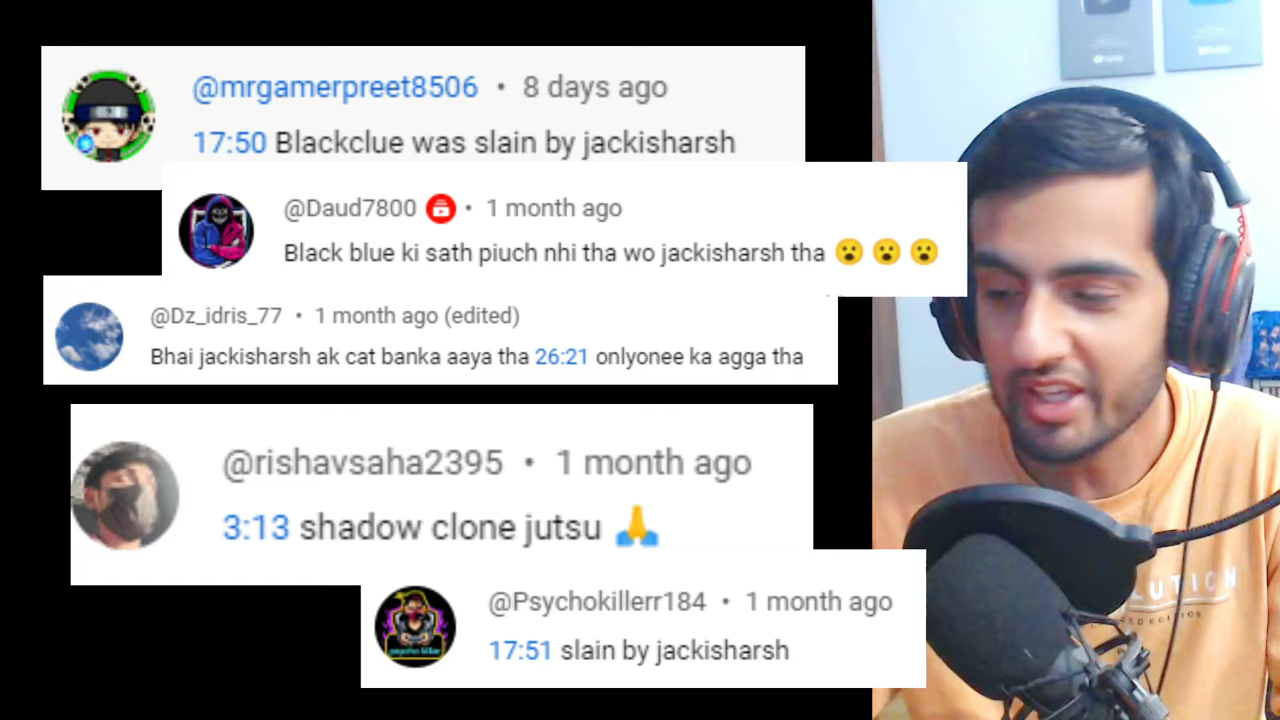 @mrgamerpreet8506 • 8 days ago
17:50 Blackclue was slain by jackisharsh
@Daud7800 • 1 month ago
Black blue ki sath piuch nhi tha wo jackisharsh tha 😮 😮 😮
@Dz_idris_77 • 1 month ago (edited)
Bhai jackisharsh ak cat banka aaya tha 26:21 onlyonee ka agga tha
@rishavsaha2395 • 1 month ago
3:13 shadow clone jutsu 🙏
@Psychokillerr184 • 1 month ago
17:51 slain by jackisharsh
psycho killer